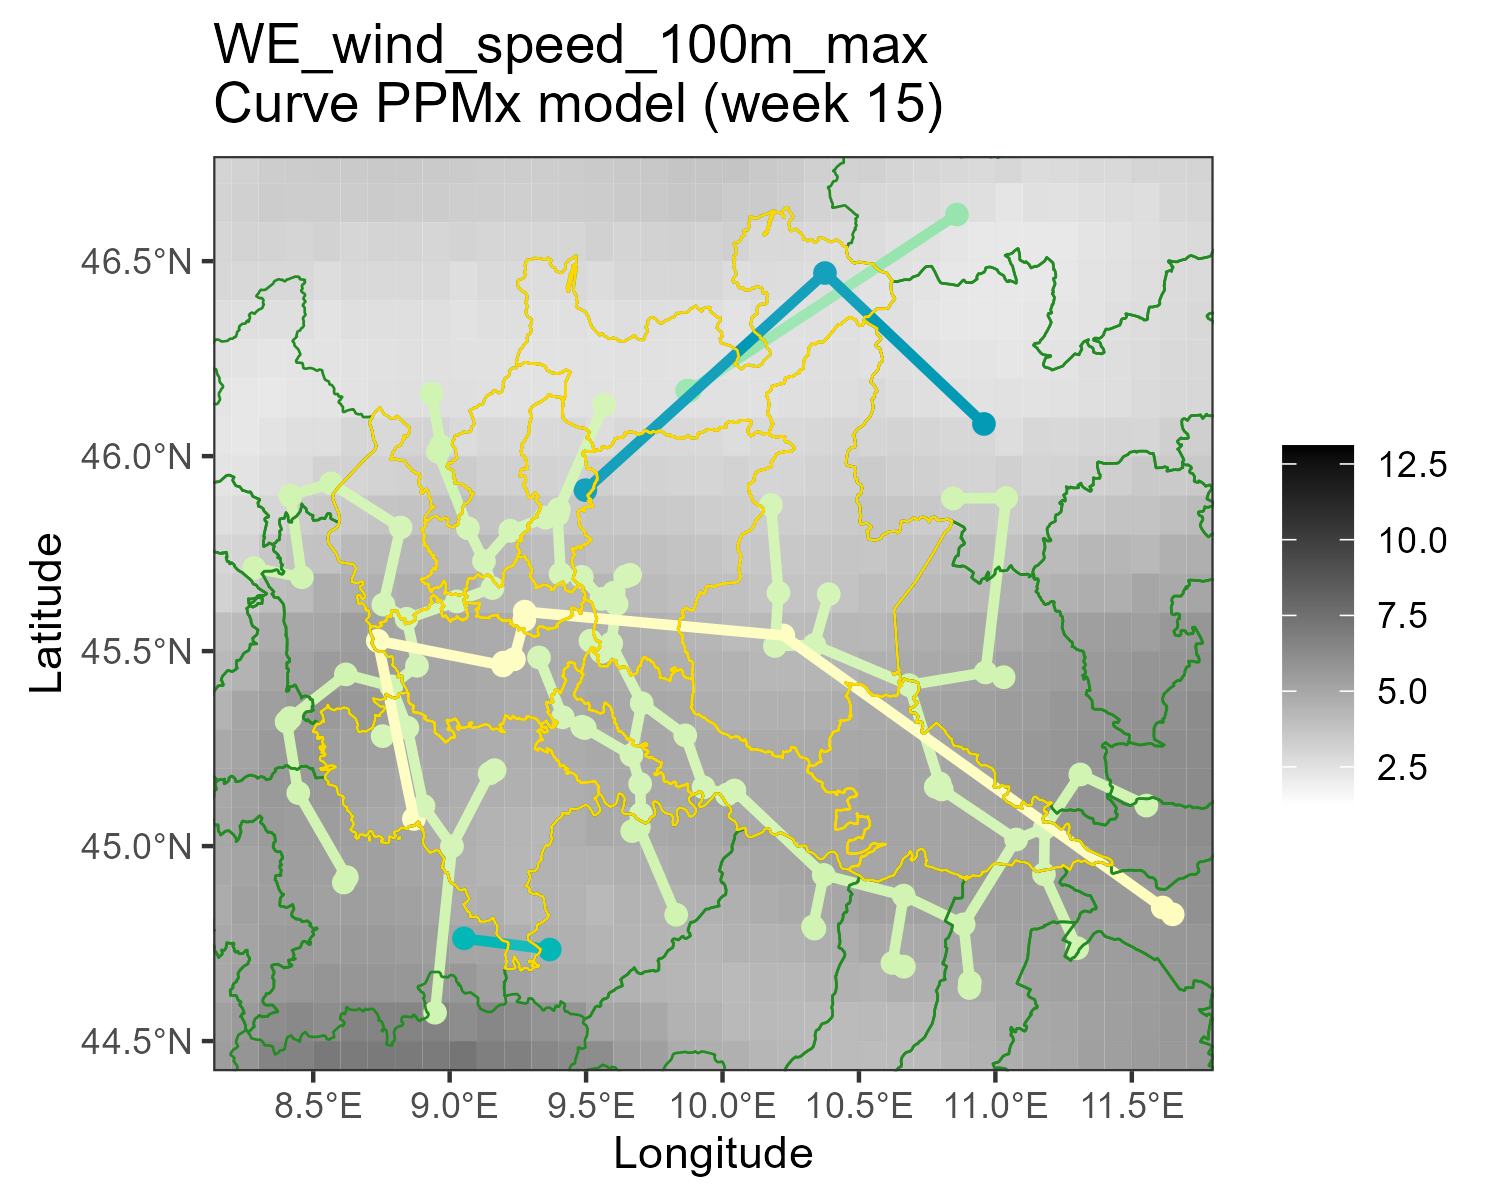 WE_wind_speed_100m_max
Curve PPMx model (week 15)
46.5°N
46.0°N
45.5°N
45.0°N
44.5°N
Latitude
8.5°E 9.0°E 9.5°E 10.0°E 10.5°E 11.0°E 11.5°E
Longitude
12.5
10.0
7.5
5.0
2.5